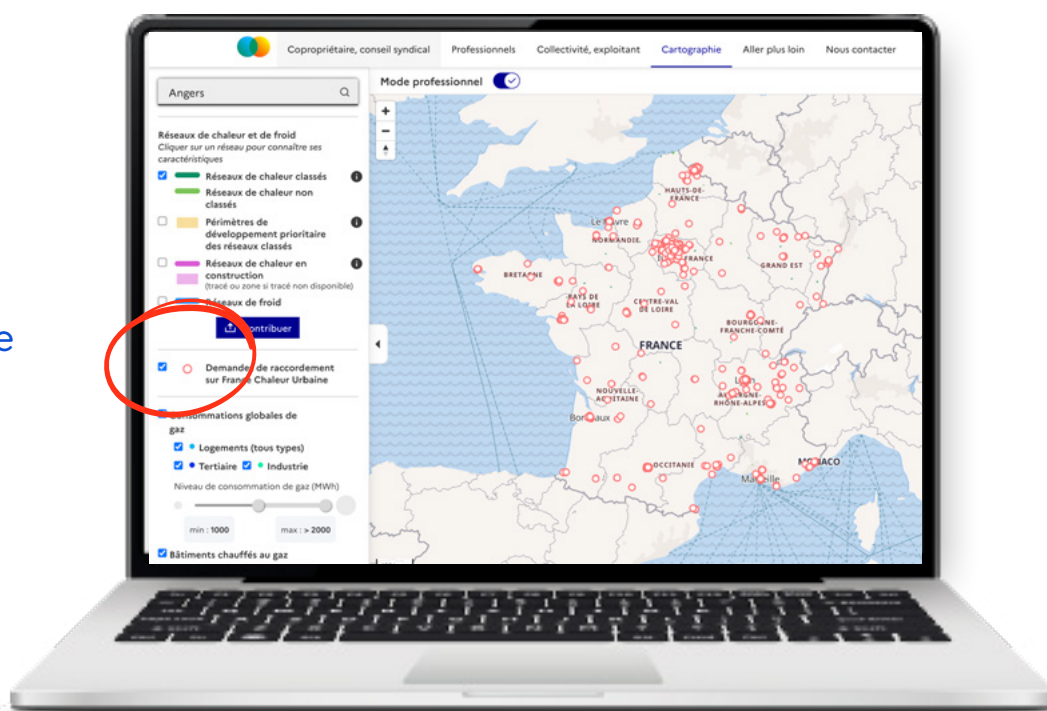 Copropriétaire, conseil syndical Professionnels Collectivité, exploitant Cartographie Aller plus loin Nous contacter
Angers
Mode professionnel
Réseaux de chaleur et de froid
Cliquer sur un réseau pour connaître ses
caractéristiques
Réseaux de chaleur classés
Réseaux de chaleur non
classés
Périmètres de
développement prioritaire
des réseaux classés
Réseaux de chaleur en
construction
(tracé ou zone si tracé non disponible)
Réseaux de froid
Contribuer
e
Demandes de raccordement
sur France Chaleur Urbaine
Consommations globales de
gaz
Logements (tous types)
Tertiaire Industrie
Niveau de consommation de gaz (MWh)
min : 1000 max : > 2000
Bâtiments chauffés au gaz
HAUTS-DE-
FRANCE
Le Havre
NORMANDIE
FRANCE
GRAND EST
BRETAGNE
PAYS DE
LA LOIRE
CENTRE-VAL
DE LOIRE
BOURGOGNE-
FRANCHE-COMTÉ
FRANCE
NOUVELLE-
AQUITAINE
Lyon
AUVERGNE-
RHÔNE-ALPES
Bordeaux
OCCITANIE
MONACO
Marseille